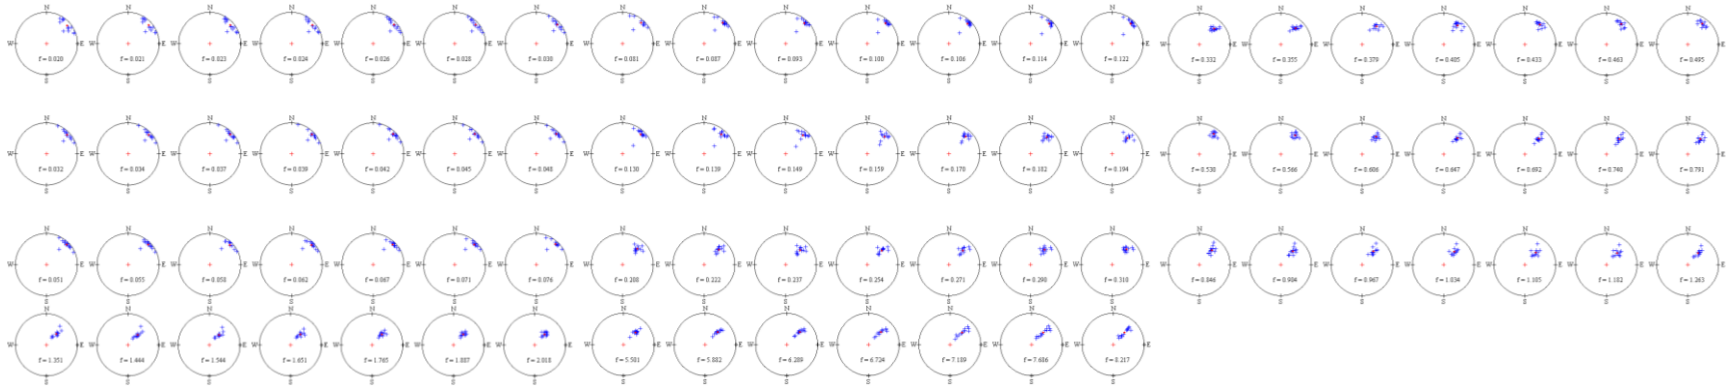 N N N N N N N N N N N N N N N N N N N N N
W E W E W E W E W E W E W E W E W E W E W E W E W E W E W E W E W E W E W E W E W E
f = 0.020 f = 0.021 f = 0.023 f = 0.024 f = 0.026 f = 0.028 f = 0.030 f = 0.081 f = 0.087 f = 0.093 f = 0.100 f = 0.106 f = 0.114 f = 0.122 f = 0.332 f = 0.355 f = 0.379 f = 0.405 f = 0.433 f = 0.463 f = 0.495
S S S S S S S S S S S S S S S S S S S S S
N N N N N N N N N N N N N N N N N N N N N
W E W E W E W E W E W E W E W E W E W E W E W E W E W E W E W E W E W E W E W E W E
f = 0.032 f = 0.034 f = 0.037 f = 0.039 f = 0.042 f = 0.045 f = 0.048 f = 0.130 f = 0.139 f = 0.149 f = 0.159 f = 0.170 f = 0.182 f = 0.194 f = 0.530 f = 0.566 f = 0.606 f = 0.647 f = 0.692 f = 0.740 f = 0.791
S S S S S S S S S S S S S S S S S S S S S
N N N N N N N N N N N N N N N N N N N N N
W E W E W E W E W E W E W E W E W E W E W E W E W E W E W E W E W E W E W E W E W E
f = 0.051 f = 0.055 f = 0.058 f = 0.062 f = 0.067 f = 0.071 f = 0.076 f = 0.208 f = 0.222 f = 0.237 f = 0.254 f = 0.271 f = 0.290 f = 0.310 f = 0.846 f = 0.904 f = 0.967 f = 1.034 f = 1.105 f = 1.182 f = 1.263
S S S S S S S S S S S S S S S S S S S S S
N N N N N N N N N N N N N N
W E W E W E W E W E W E W E W E W E W E W E W E W E W E
f = 1.351 f = 1.444 f = 1.544 f = 1.651 f = 1.765 f = 1.887 f = 2.018 f = 5.501 f = 5.882 f = 6.289 f = 6.724 f = 7.189 f = 7.686 f = 8.217
S S S S S S S S S S S S S S